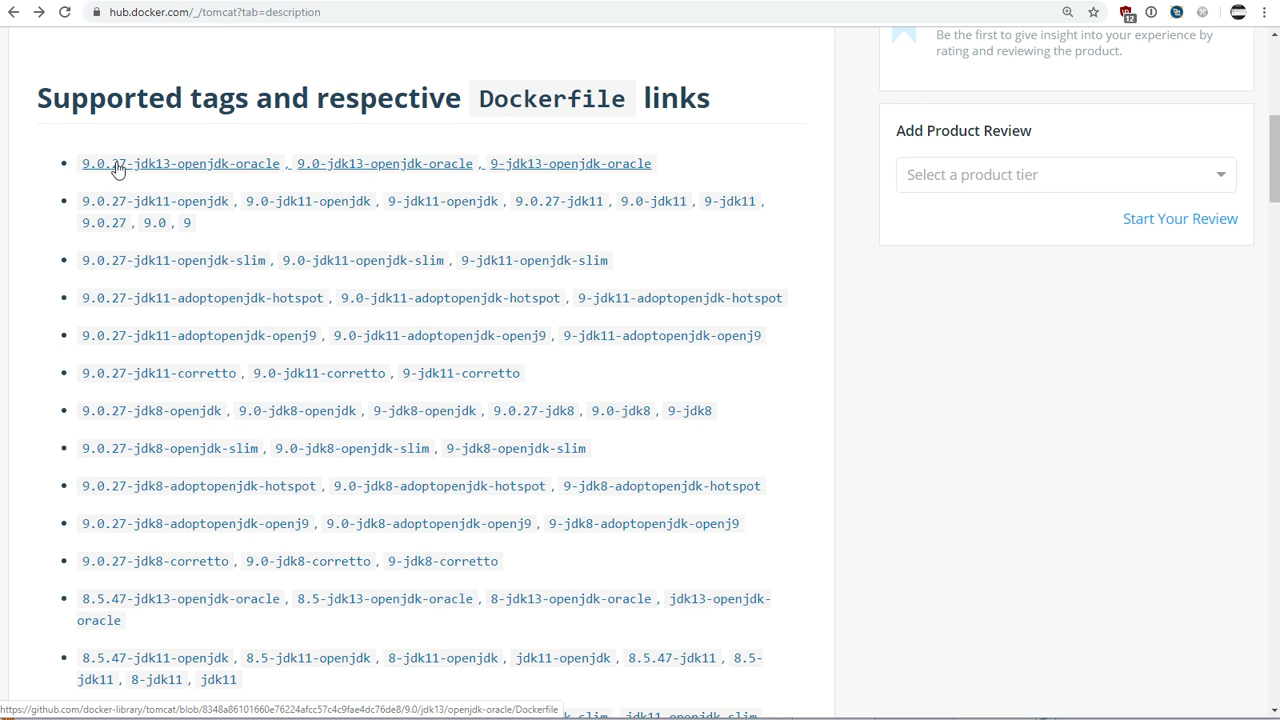 hub.docker.com/_/tomcat?tab=description
12
Be the first to give insight into your experience by
rating and reviewing the product.
Supported tags and respective Dockerfile links
Add Product Review
Select a product tier
Start Your Review
9.0.27-jdk13-openjdk-oracle , 9.0-jdk13-openjdk-oracle , 9-jdk13-openjdk-oracle
9.0.27-jdk11-openjdk , 9.0-jdk11-openjdk , 9-jdk11-openjdk , 9.0.27-jdk11 , 9.0-jdk11 , 9-jdk11 ,
9.0.27 , 9.0 , 9
9.0.27-jdk11-openjdk-slim , 9.0-jdk11-openjdk-slim , 9-jdk11-openjdk-slim
9.0.27-jdk11-adoptopenjdk-hotspot , 9.0-jdk11-adoptopenjdk-hotspot , 9-jdk11-adoptopenjdk-hotspot
9.0.27-jdk11-adoptopenjdk-openj9 , 9.0-jdk11-adoptopenjdk-openj9 , 9-jdk11-adoptopenjdk-openj9
9.0.27-jdk11-corretto , 9.0-jdk11-corretto , 9-jdk11-corretto
9.0.27-jdk8-openjdk , 9.0-jdk8-openjdk , 9-jdk8-openjdk , 9.0.27-jdk8 , 9.0-jdk8 , 9-jdk8
9.0.27-jdk8-openjdk-slim , 9.0-jdk8-openjdk-slim , 9-jdk8-openjdk-slim
9.0.27-jdk8-adoptopenjdk-hotspot , 9.0-jdk8-adoptopenjdk-hotspot , 9-jdk8-adoptopenjdk-hotspot
9.0.27-jdk8-adoptopenjdk-openj9 , 9.0-jdk8-adoptopenjdk-openj9 , 9-jdk8-adoptopenjdk-openj9
9.0.27-jdk8-corretto , 9.0-jdk8-corretto , 9-jdk8-corretto
8.5.47-jdk13-openjdk-oracle , 8.5-jdk13-openjdk-oracle , 8-jdk13-openjdk-oracle , jdk13-openjdk-
oracle
8.5.47-jdk11-openjdk , 8.5-jdk11-openjdk , 8-jdk11-openjdk , jdk11-openjdk , 8.5.47-jdk11 , 8.5-
jdk11 , 8-jdk11 , jdk11
https://github.com/docker-library/tomcat/blob/8348a86101660e76224afcc57c4c9fae4dc76de8/9.0/jdk13/openjdk-oracle/Dockerfile